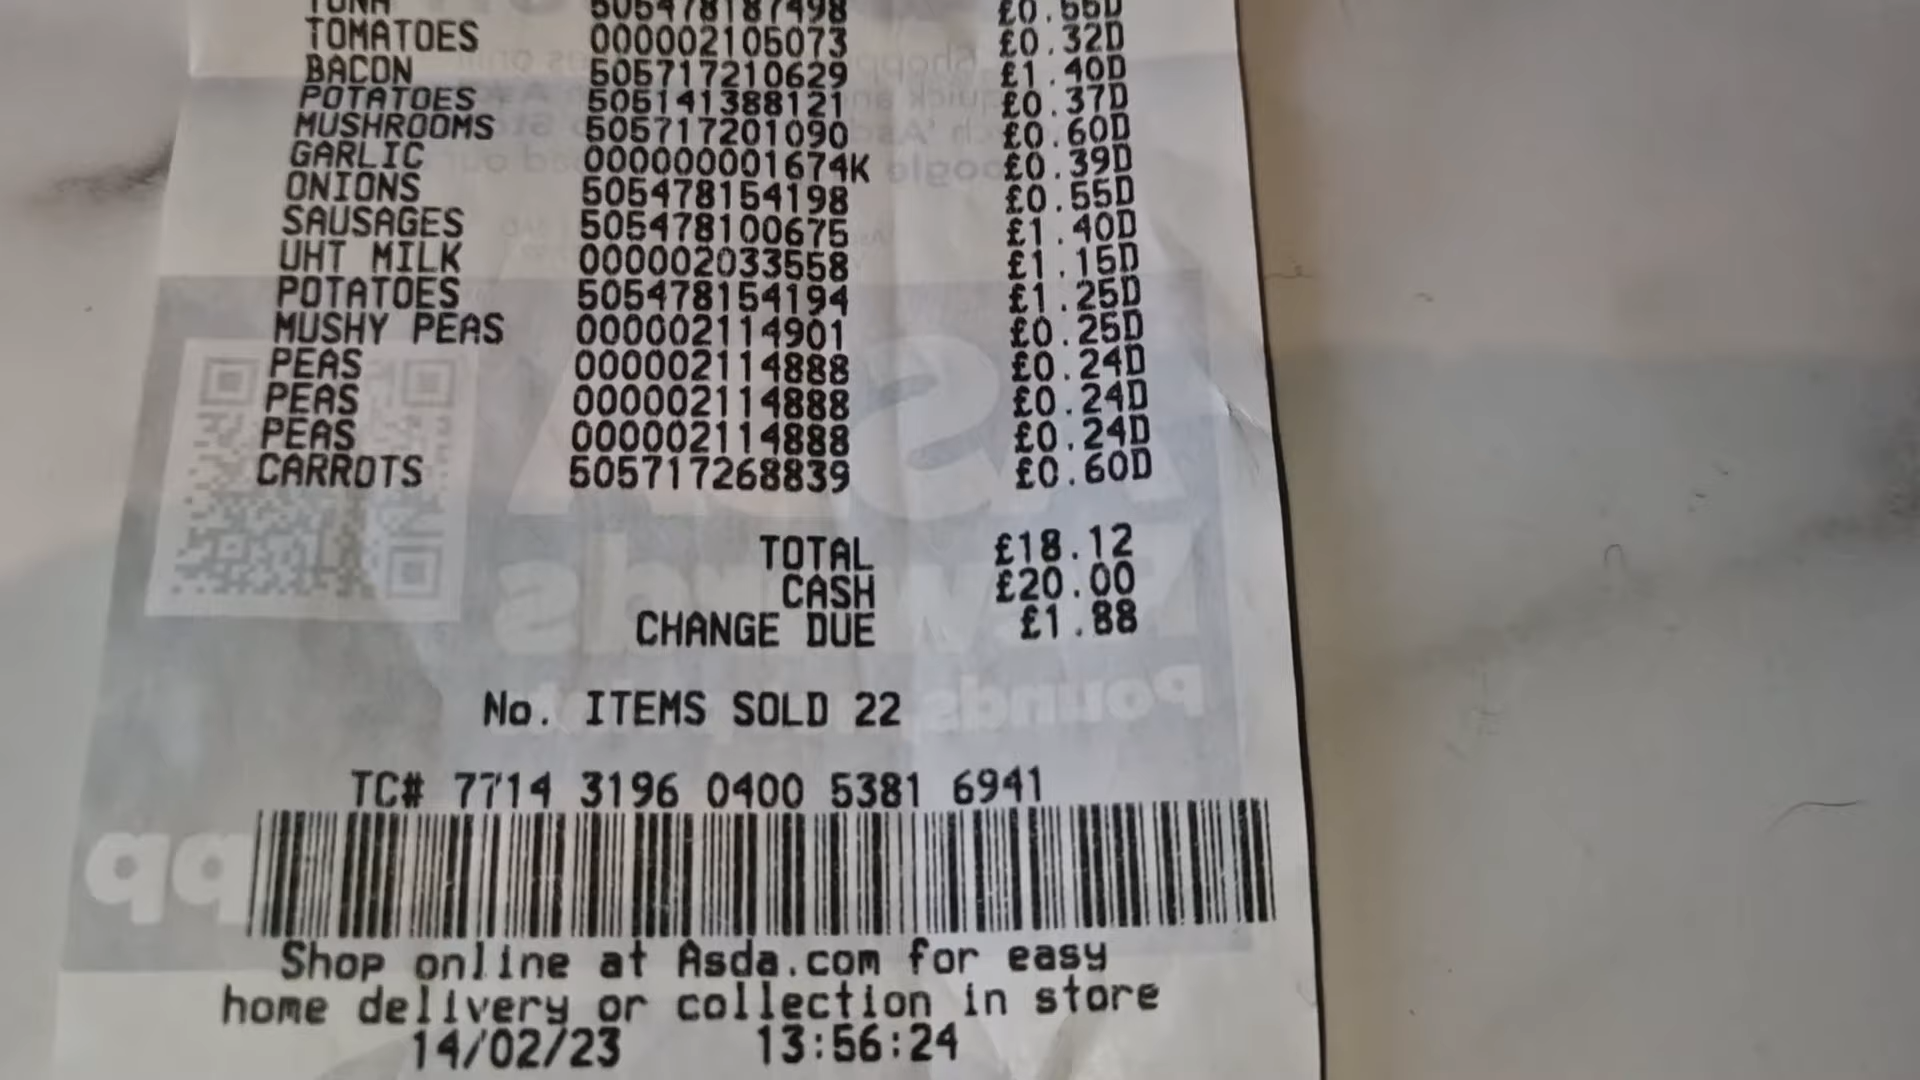 TUNA 505478187498 £0.55D
TOMATOES 000002105073 £0.32D
BACON 505717210629 £1.40D
POTATOES 505141388121 £0.37D
MUSHROOMS 505717201090 £0.60D
GARLIC 000000001674K £0.39D
ONIONS 505478154198 £0.55D
SAUSAGES 505478100675 £1.40D
UHT MILK 000002033558 £1.15D
POTATOES 505478154194 £1.25D
MUSHY PEAS 000002114901 £0.25D
PEAS 000002114888 £0.24D
PEAS 000002114888 £0.24D
PEAS 000002114888 £0.24D
CARROTS 505717268839 £0.60D
TOTAL £18.12
CASH £20.00
CHANGE DUE £1.88
No. ITEMS SOLD 22
TC# 7714 3196 0400 5381 6941
Shop online at Asda.com for easy
home delivery or collection in store
14/02/23 13:56:24